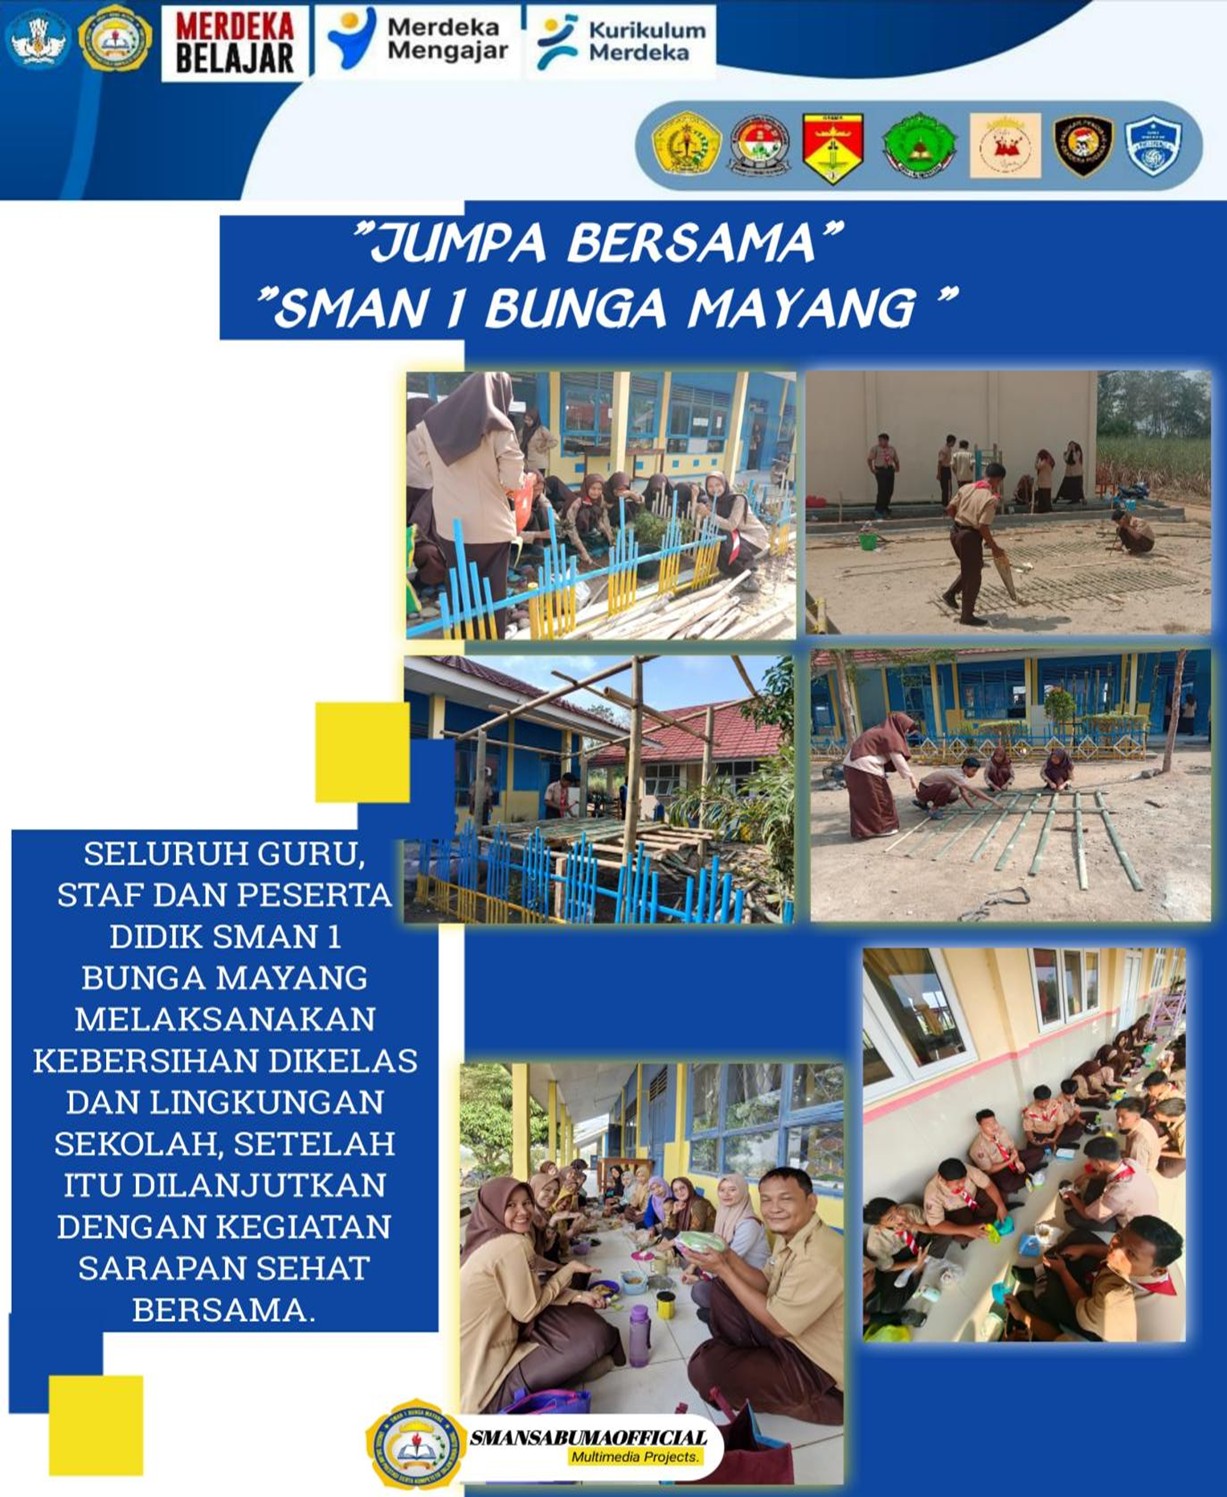 MERDEKA
BELAJAR
Merdeka
Mengajar
Kurikulum
Merdeka
"JUMPA BERSAMA"
"SMAN 1 BUNGA MAYANG "
SELURUH GURU,
STAF DAN PESERTA
DIDIK SMAN 1
BUNGA MAYANG
MELAKSANAKAN
KEBERSIHAN DIKELAS
DAN LINGKUNGAN
SEKOLAH, SETELAH
ITU DILANJUTKAN
DENGAN KEGIATAN
SARAPAN SEHAT
BERSAMA.
SMANSABUMAOFFICIAL
Multimedia Projects.